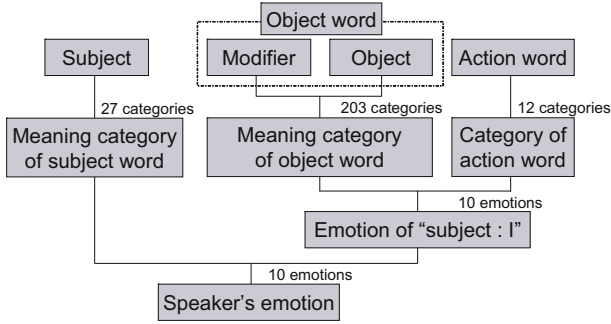 Object word
Subject
Modifier
Object
Action word
27 categories
203 categories
12 categories
Meaning category
of subject word
Meaning category
of object word
Category of
action word
10 emotions
Emotion of “subject : I”
10 emotions
Speaker’s emotion